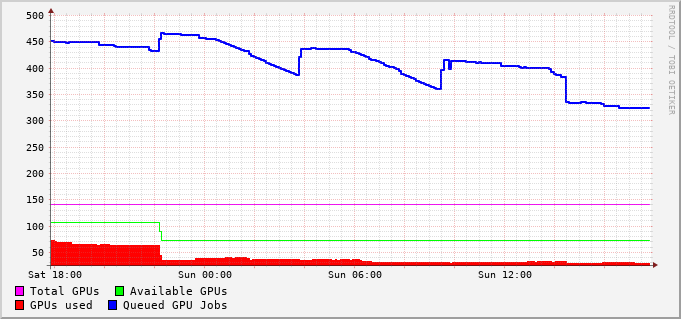 500
450
400
350
300
250
200
150
100
50
Sat 18:00 Sun 00:00 Sun 06:00 Sun 12:00
Total GPUs Available GPUs
GPUs used Queued GPU Jobs
RRDTOOL / TOBI OETIKER